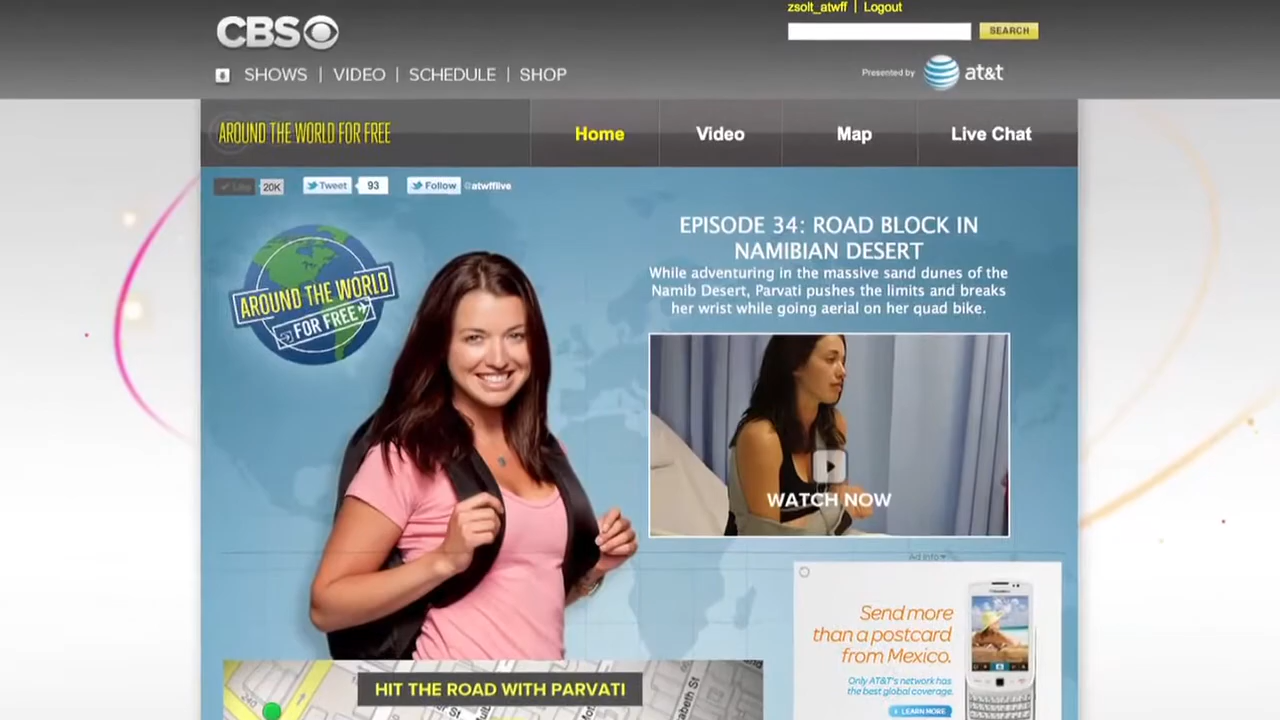 zsolt_atwff | Logout
CBS
SEARCH
SHOWS | VIDEO | SCHEDULE | SHOP
Presented by at&t
AROUND THE WORLD FOR FREE
Home
Video
Map
Live Chat
Like 20K
Tweet 93
Follow @atwfflive
EPISODE 34: ROAD BLOCK IN
NAMIBIAN DESERT
While adventuring in the massive sand dunes of the
Namib Desert, Parvati pushes the limits and breaks
her wrist while going aerial on her quad bike.
AROUND THE WORLD
FOR FREE
WATCH NOW
Ad Info
Send more
than a postcard
from Mexico.
Only AT&T's network has
the best global coverage.
LEARN MORE
HIT THE ROAD WITH PARVATI